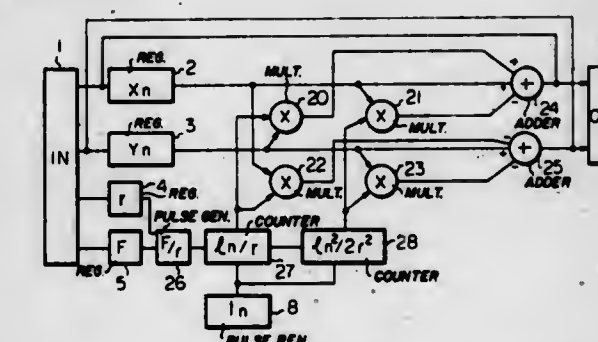 1
IN
REG.
Xn
2
REG.
Yn
3
r
4
REG.
F
REG.
5
PULSE GEN.
F/r
26
MULT.
X
20
X
21
MULT.
X
22
MULT.
X
23
MULT.
+
+
-
+
24
ADDER
-
+
-
+
25
ADDER
COUNTER
ln/r
27
ln²/2r²
28
COUNTER
tn
8
PULSE GEN.